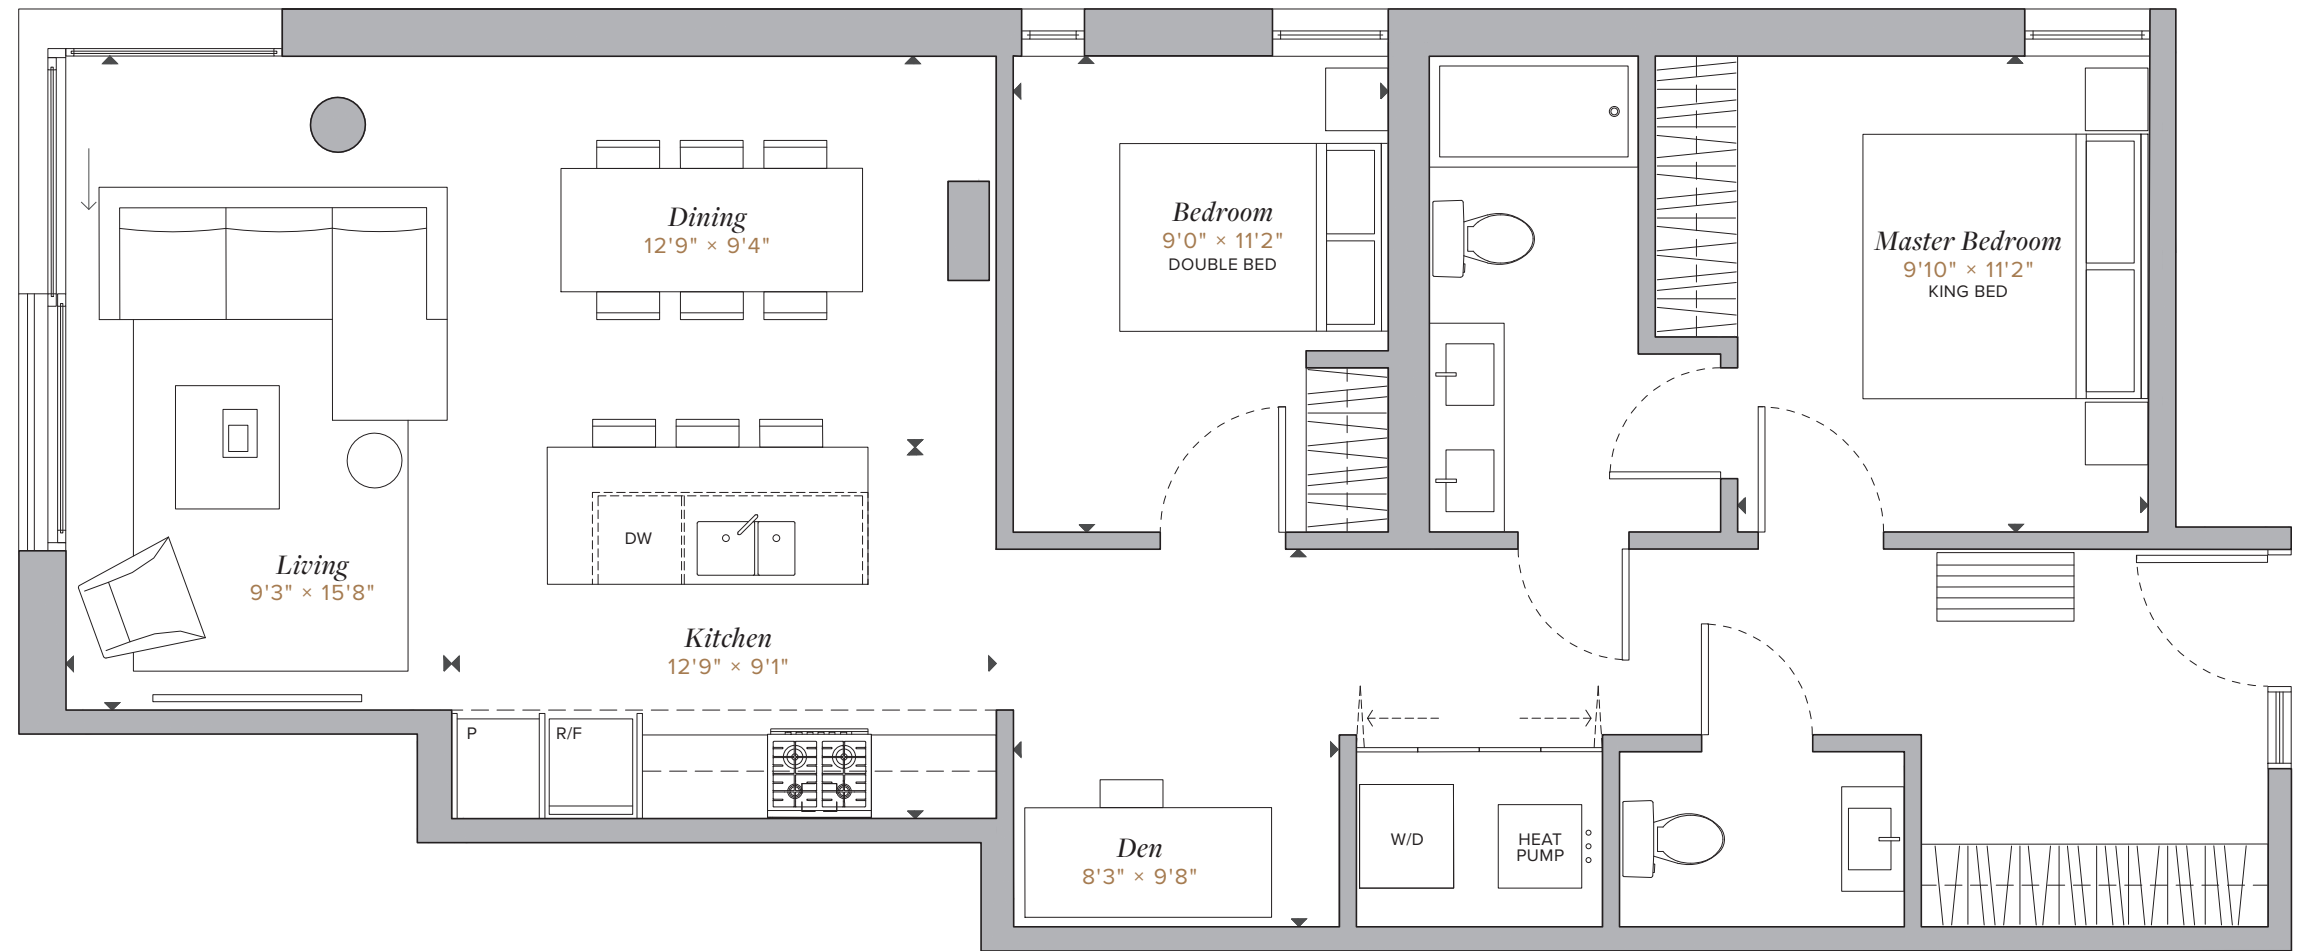 Dining
12'9" × 9'4"
Bedroom
9'0" × 11'2"
DOUBLE BED
Master Bedroom
9'10" × 11'2"
KING BED
DW
Living
9'3" × 15'8"
Kitchen
12'9" × 9'1"
P
R/F
Den
8'3" × 9'8"
W/D
HEAT
PUMP